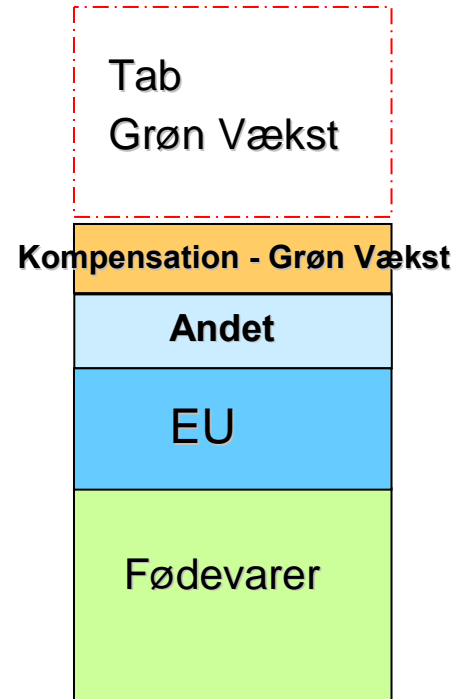 Tab
Grøn Vækst
Kompensation - Grøn Vækst
Andet
EU
Fødevarer